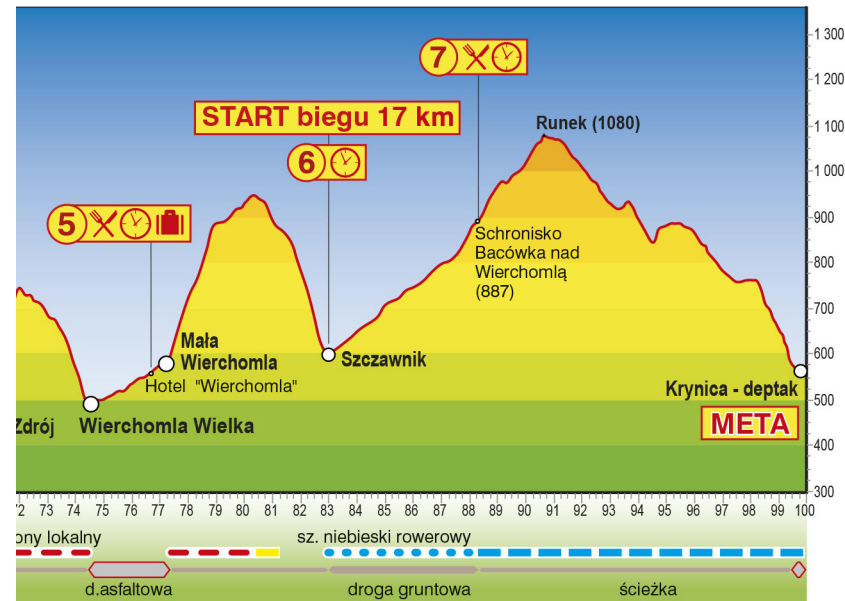 1 300
1 200
7
START biegu 17 km
Runek (1080)
1 100
6
1 000
5
900
Schronisko
Bacówka nad
Wierchomlą
(887)
800
700
Mała
Wierchomla
Szczawnik
600
Hotel "Wierchomla"
Krynica - deptak
500
Zdrój
Wierchomla Wielka
META
400
300
72 73 74 75 76 77 78 79 80 81 82 83 84 85 86 87 88 89 90 91 92 93 94 95 96 97 98 99 100
ony lokalny
sz. niebieski rowerowy
d.asfaltowa
droga gruntowa
ścieżka